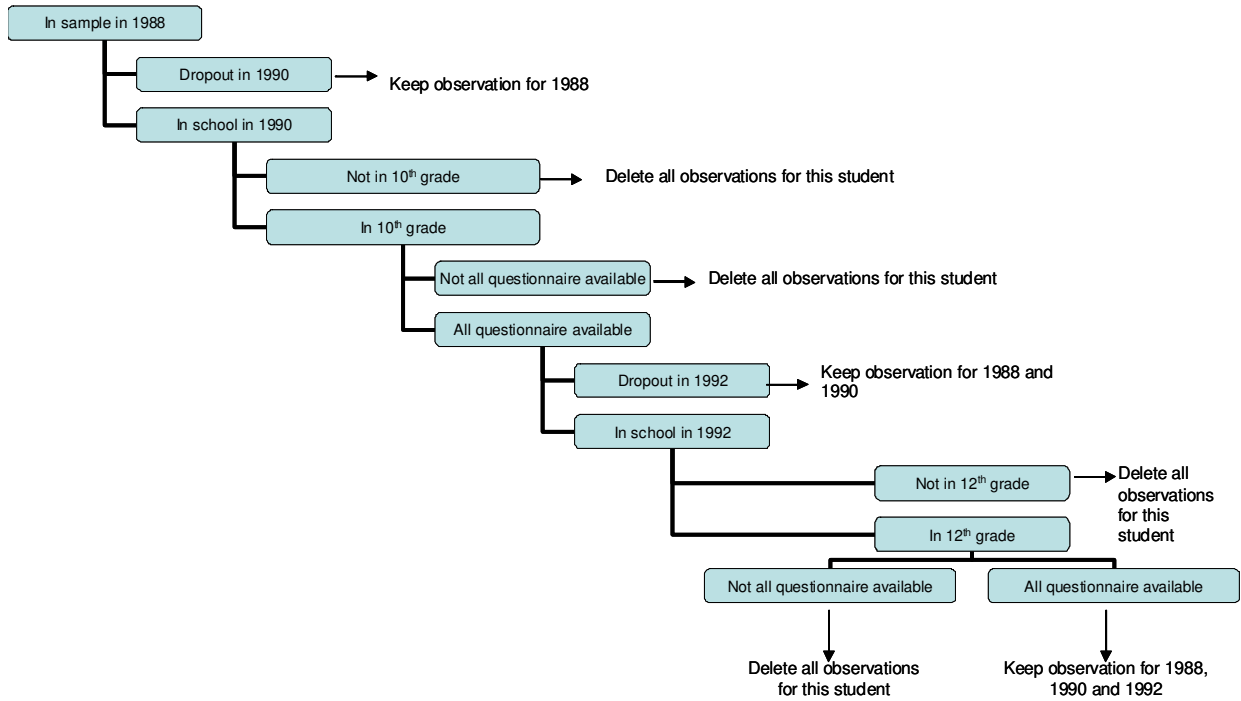 In sample in 1988
Dropout in 1990
Keep observation for 1988
In school in 1990
Not in 10th grade
Delete all observations for this student
In 10th grade
Not all questionnaire available
Delete all observations for this student
All questionnaire available
Dropout in 1992
Keep observation for 1988 and
1990
In school in 1992
Not in 12th grade
Delete all
observations
for this
student
In 12th grade
Not all questionnaire available
All questionnaire available
Delete all observations
for this student
Keep observation for 1988,
1990 and 1992